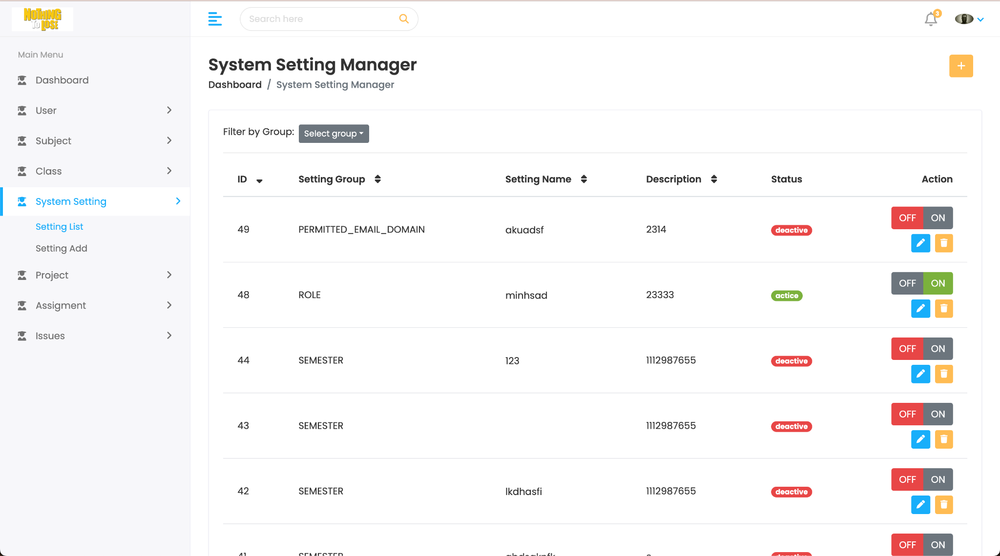 NOTHING
To LOSE
Search here
3
Main Menu
Dashboard
User
Subject
Class
System Setting
Setting List
Setting Add
Project
Assigment
Issues
System Setting Manager
+
Dashboard / System Setting Manager
Filter by Group: Select group
ID Setting Group Setting Name Description Status Action
49 PERMITTED_EMAIL_DOMAIN akuadsf 2314 deactive OFF ON
48 ROLE minhsad 23333 actice OFF ON
44 SEMESTER 123 1112987655 deactive OFF ON
43 SEMESTER 1112987655 deactive OFF ON
42 SEMESTER lkdhasfi 1112987655 deactive OFF ON
41 SEMESTER deactive OFF ON